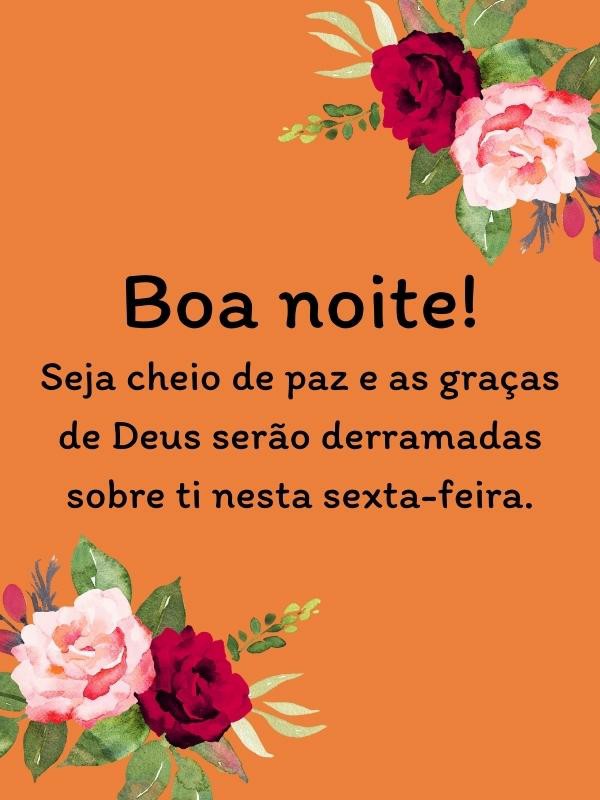 Boa noite!
Seja cheio de paz e as graças
de Deus serão derramadas
sobre ti nesta sexta-feira.